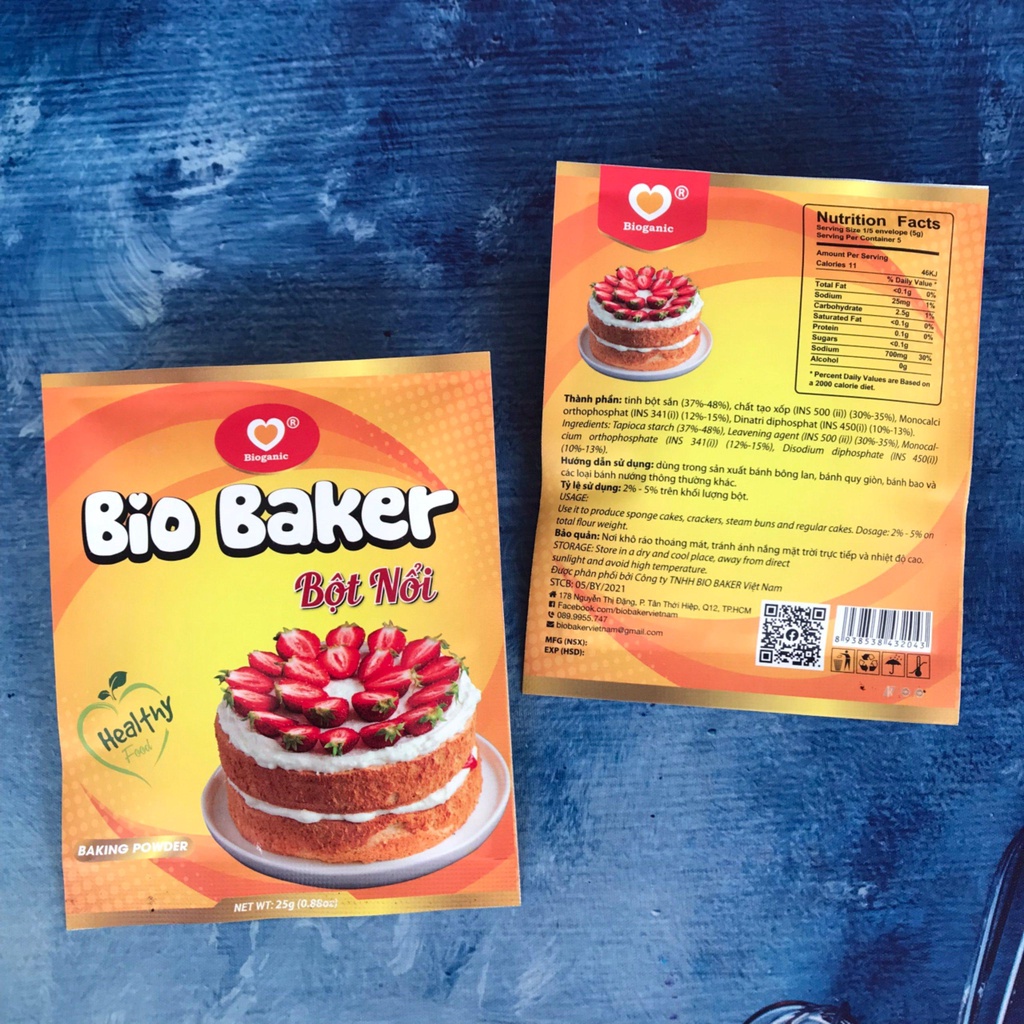 ®
Bioganic
Bio Baker
Bột Nổi
Healthy
Food
BAKING POWDER
NET WT: 25g (0.88oz)
®
Bioganic
Nutrition Facts
Serving Size 1/5 envelope (5g)
Serving Per Container 5
Amount Per Serving
Calories 11 46KJ
% Daily Value *
Total Fat <0.1g 0%
Sodium 25mg 1%
Carbohydrate 2.5g 1%
Saturated Fat <0.1g 0%
Protein 0.1g 0%
Sugars <0.1g
Sodium 700mg 30%
Alcohol 0g
* Percent Daily Values are Based on
a 2000 calorie diet.
Thành phần: tinh bột sắn (37%-48%), chất tạo xốp (INS 500 (ii)) (30%-35%), Monocalci
orthophosphat (INS 341(i)) (12%-15%), Dinatri diphosphat (INS 450(i)) (10%-13%).
Ingredients: Tapioca starch (37%-48%), Leavening agent (INS 500 (ii)) (30%-35%), Monocal-
cium orthophosphate (INS 341(i)) (12%-15%), Disodium diphosphate (INS 450(i))
(10%-13%).
Hướng dẫn sử dụng: dùng trong sản xuất bánh bông lan, bánh quy giòn, bánh bao và
các loại bánh nướng thông thường khác.
Tỷ lệ sử dụng: 2% - 5% trên khối lượng bột.
USAGE:
Use it to produce sponge cakes, crackers, steam buns and regular cakes. Dosage: 2% - 5% on
total flour weight.
Bảo quản: Nơi khô ráo thoáng mát, tránh ánh nắng mặt trời trực tiếp và nhiệt độ cao.
STORAGE: Store in a dry and cool place, away from direct
sunlight and avoid high temperature.
Được phân phối bởi Công ty TNHH BIO BAKER Việt Nam
STCB: 05/BY/2021
178 Nguyễn Thị Đặng, P. Tân Thới Hiệp, Q12, TP.HCM
Facebook.com/biobakervietnam
089.9955.747
biobakervietnam@gmail.com
MFG (NSX):
EXP (HSD):
8 938538 432043